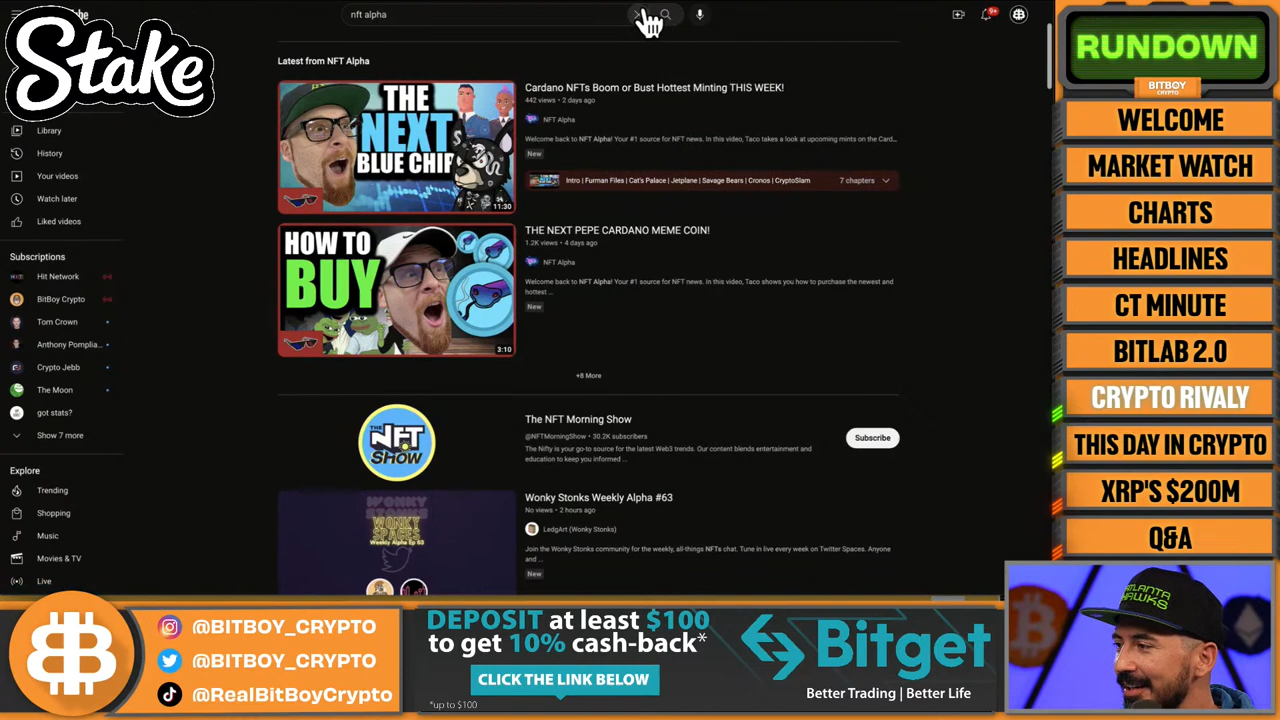 Stake
nft alpha
9+
Library
History
Your videos
Watch later
Liked videos
Subscriptions
Hit Network
BitBoy Crypto
Tom Crown
Anthony Pomplia...
Crypto Jebb
The Moon
got stats?
Show 7 more
Explore
Trending
Shopping
Music
Movies & TV
Live
Latest from NFT Alpha
THE
NEXT
BLUE CHIP
11:30
Cardano NFTs Boom or Bust Hottest Minting THIS WEEK!
442 views • 2 days ago
NFT Alpha
Welcome back to NFT Alpha! Your #1 source for NFT news. In this video, Taco takes a look at upcoming mints on the Card...
New
Intro | Furman Files | Cat's Palace | Jetplane | Savage Bears | Cronos | CryptoSlam
7 chapters
HOW TO
BUY
3:10
THE NEXT PEPE CARDANO MEME COIN!
1.2K views • 4 days ago
NFT Alpha
Welcome back to NFT Alpha! Your #1 source for NFT news. In this video, Taco shows you how to purchase the newest and
hottest ...
New
+8 More
THE
NFT
SHOW
The NFT Morning Show
@NFTMorningShow • 30.2K subscribers
The Nifty is your go-to source for the latest Web3 trends. Our content blends entertainment and
education to keep you informed ...
Subscribe
WONKY
STONKS
WONKY
SPACES
Weekly Alpha Ep 63
Wonky Stonks Weekly Alpha #63
No views • 2 hours ago
LedgArt (Wonky Stonks)
Join the Wonky Stonks community for the weekly, all-things NFTs chat. Tune in live every week on Twitter Spaces. Anyone
and ...
New
RUNDOWN
BITBOY
CRYPTO
WELCOME
MARKET WATCH
CHARTS
HEADLINES
CT MINUTE
BITLAB 2.0
CRYPTO RIVALY
THIS DAY IN CRYPTO
XRP'S $200M
Q&A
@BITBOY_CRYPTO
@BITBOY_CRYPTO
@RealBitBoyCrypto
DEPOSIT at least $100
to get 10% cash-back*
CLICK THE LINK BELOW
*up to $100
Bitget
Better Trading | Better Life
ATLANTA
HAWKS